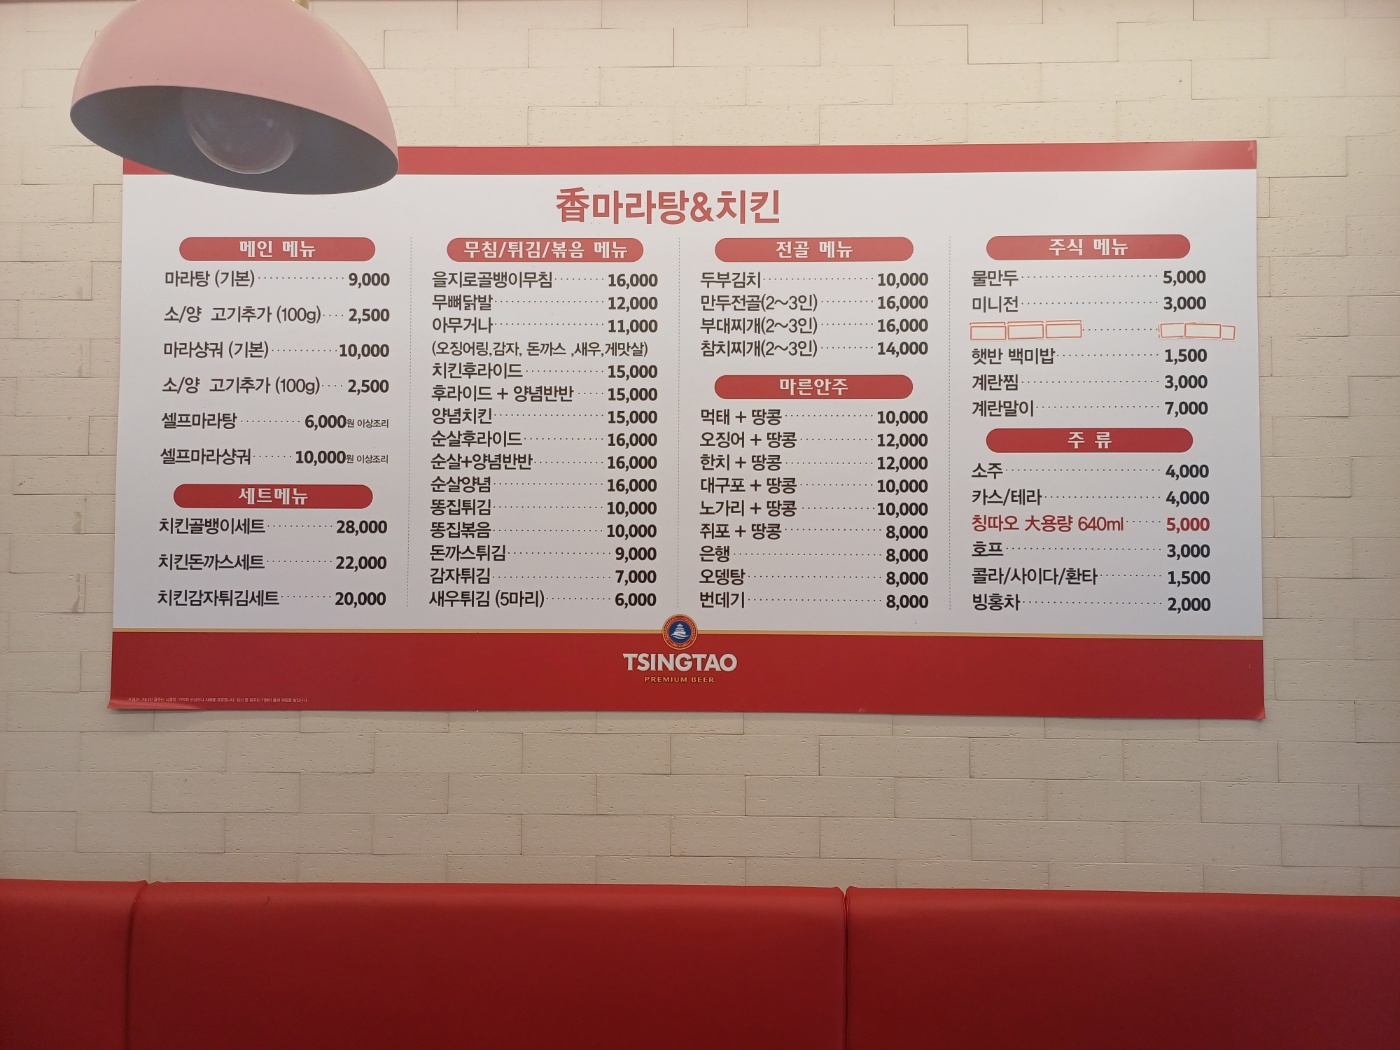 香마라탕&치킨
메인 메뉴
마라탕 (기본) 9,000
소/양 고기추가 (100g) 2,500
마라샹궈 (기본) 10,000
소/양 고기추가 (100g) 2,500
셀프마라탕 6,000원 이상조리
셀프마라샹궈 10,000원 이상조리
세트메뉴
치킨골뱅이세트 28,000
치킨돈까스세트 22,000
치킨감자튀김세트 20,000
무침/튀김/볶음 메뉴
을지로골뱅이무침 16,000
무뼈닭발 12,000
아무거나 11,000
(오징어링,감자, 돈까스 ,새우,게맛살)
치킨후라이드 15,000
후라이드 + 양념반반 15,000
양념치킨 15,000
순살후라이드 16,000
순살+양념반반 16,000
순살양념 16,000
똥집튀김 10,000
똥집볶음 10,000
돈까스튀김 9,000
감자튀김 7,000
새우튀김 (5마리) 6,000
전골 메뉴
두부김치 10,000
만두전골(2~3인) 16,000
부대찌개(2~3인) 16,000
참치찌개(2~3인) 14,000
마른안주
먹태 + 땅콩 10,000
오징어 + 땅콩 12,000
한치 + 땅콩 12,000
대구포 + 땅콩 10,000
노가리 + 땅콩 10,000
쥐포 + 땅콩 8,000
은행 8,000
오뎅탕 8,000
번데기 8,000
주식 메뉴
물만두 5,000
미니전 3,000
햇반 백미밥 1,500
계란찜 3,000
계란말이 7,000
주 류
소주 4,000
카스/테라 4,000
칭따오 大용량 640ml 5,000
호프 3,000
콜라/사이다/환타 1,500
빙홍차 2,000
TSINGTAO
PREMIUM BEER